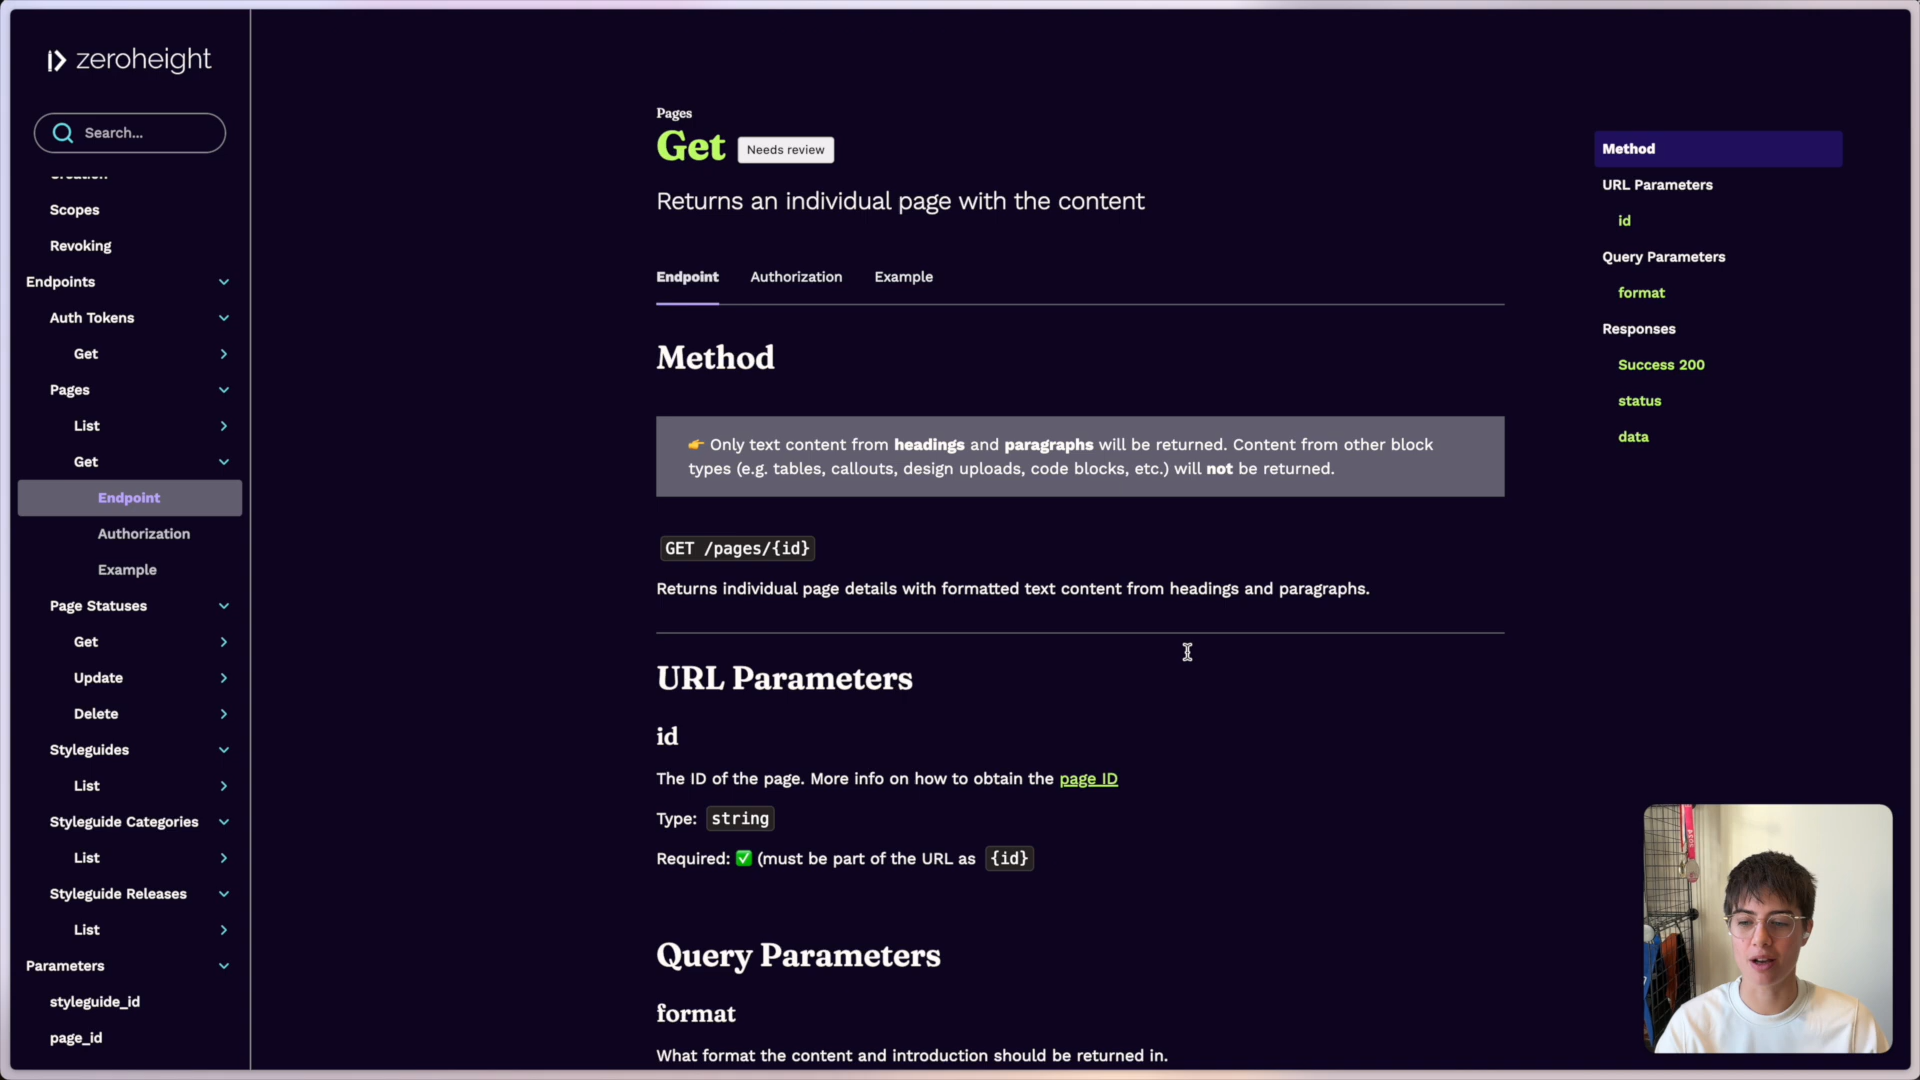 zeroheight
Search...
Creation
Scopes
Revoking
Endpoints
Auth Tokens
Get
Pages
List
Get
Endpoint
Authorization
Example
Page Statuses
Get
Update
Delete
Styleguides
List
Styleguide Categories
List
Styleguide Releases
List
Parameters
styleguide_id
page_id
Pages
Get Needs review
Returns an individual page with the content
Endpoint Authorization Example
Method
👉 Only text content from headings and paragraphs will be returned. Content from other block
types (e.g. tables, callouts, design uploads, code blocks, etc.) will not be returned.
GET /pages/{id}
Returns individual page details with formatted text content from headings and paragraphs.
URL Parameters
id
The ID of the page. More info on how to obtain the page ID
Type: string
Required: ✅ (must be part of the URL as {id}
Query Parameters
format
What format the content and introduction should be returned in.
Method
URL Parameters
id
Query Parameters
format
Responses
Success 200
status
data